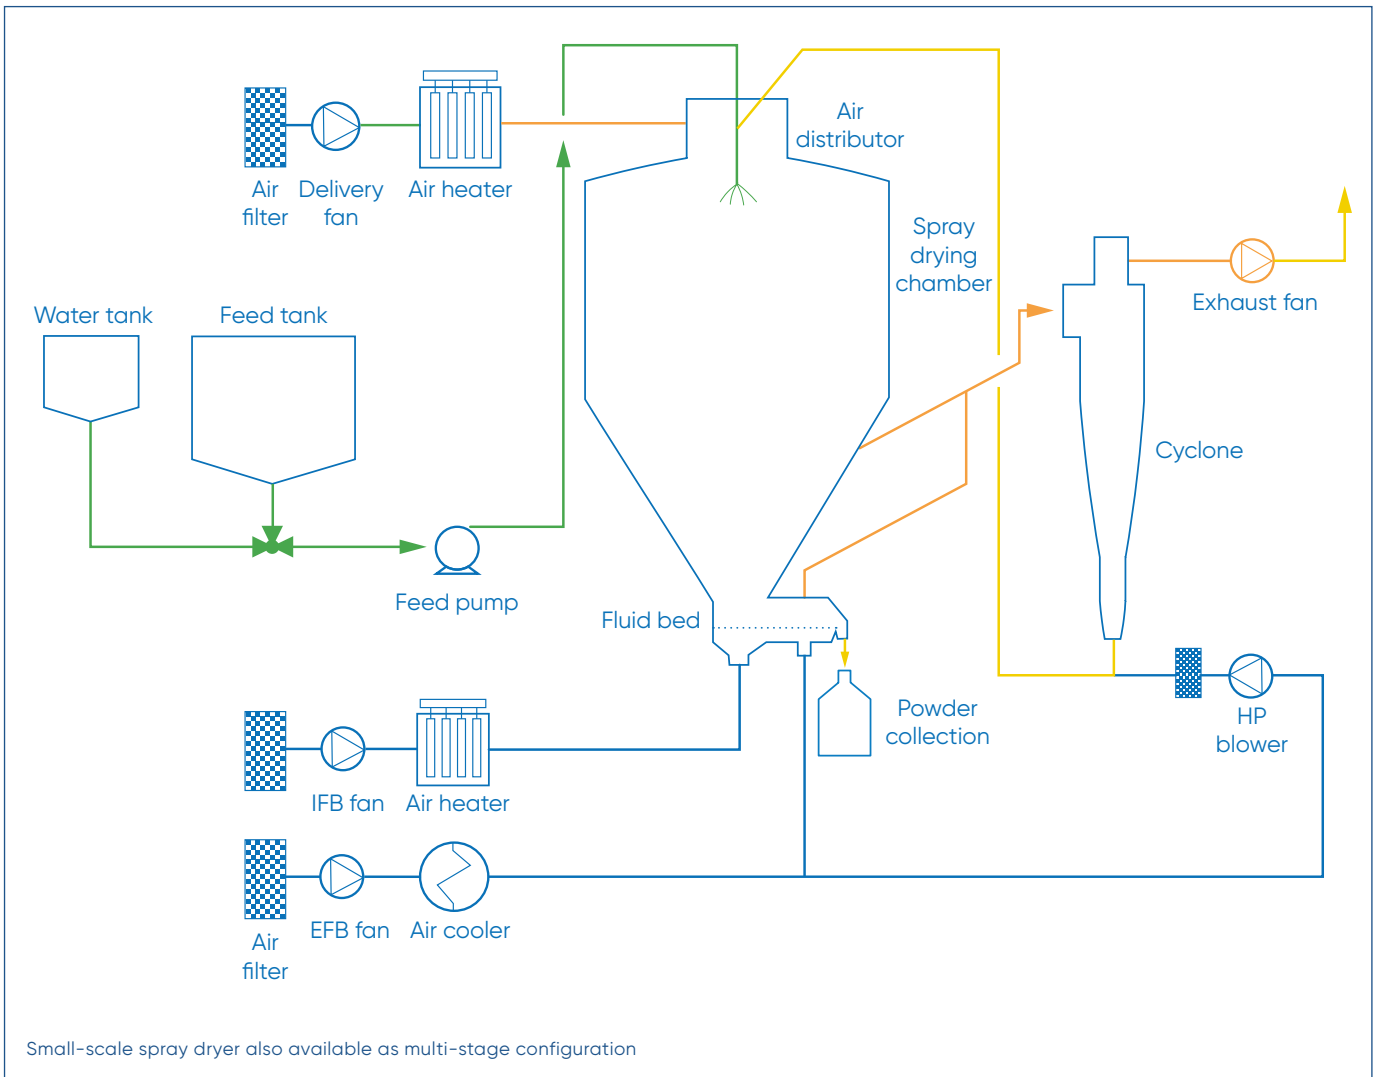 Air
distributor
Air
filter
Delivery
fan
Air heater
Spray
drying
chamber
Exhaust fan
Water tank
Feed tank
Cyclone
Feed pump
Fluid bed
Powder
collection
HP
blower
IFB fan
Air heater
EFB fan
Air cooler
Air
filter
Small-scale spray dryer also available as multi-stage configuration